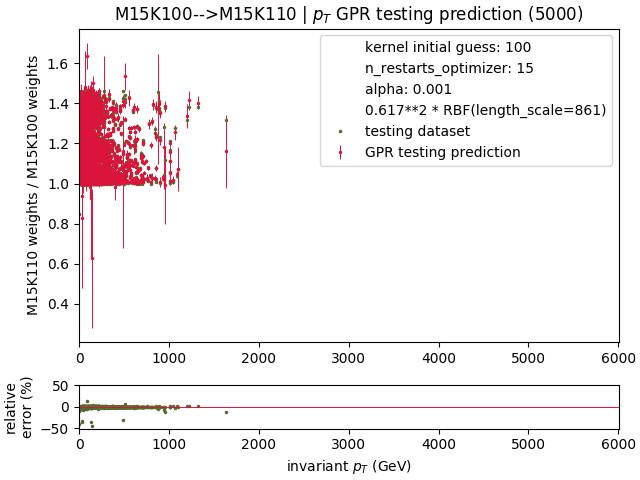 M15K100-->M15K110 | pT GPR testing prediction (5000)
M15K110 weights / M15K100 weights
1.6
1.4
1.2
1.0
0.8
0.6
0.4
kernel initial guess: 100
n_restarts_optimizer: 15
alpha: 0.001
0.617**2 * RBF(length_scale=861)
testing dataset
GPR testing prediction
0 1000 2000 3000 4000 5000 6000
relative
error (%)
50
0
−50
0 1000 2000 3000 4000 5000 6000
invariant pT (GeV)